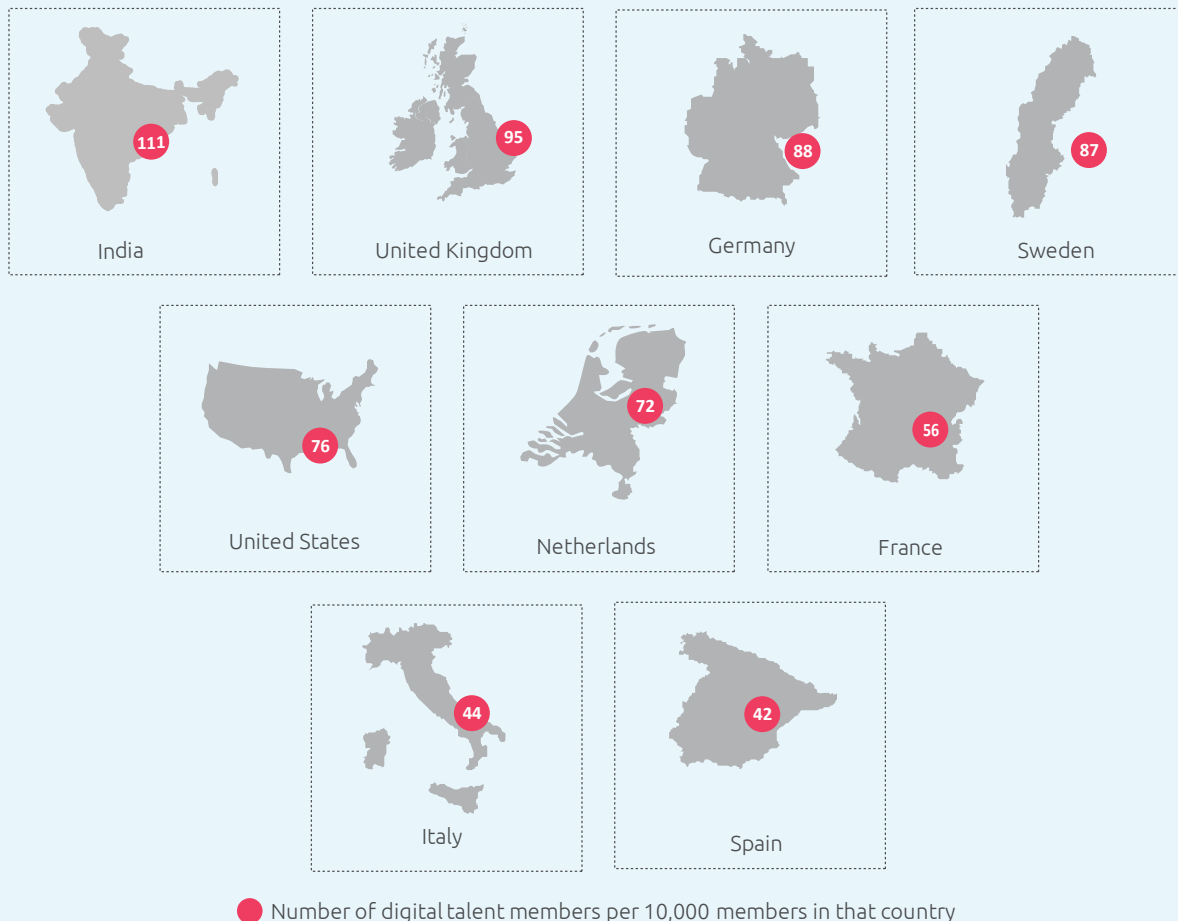 111
India
95
United Kingdom
88
Germany
87
Sweden
76
United States
72
Netherlands
56
France
44
Italy
42
Spain
Number of digital talent members per 10,000 members in that country